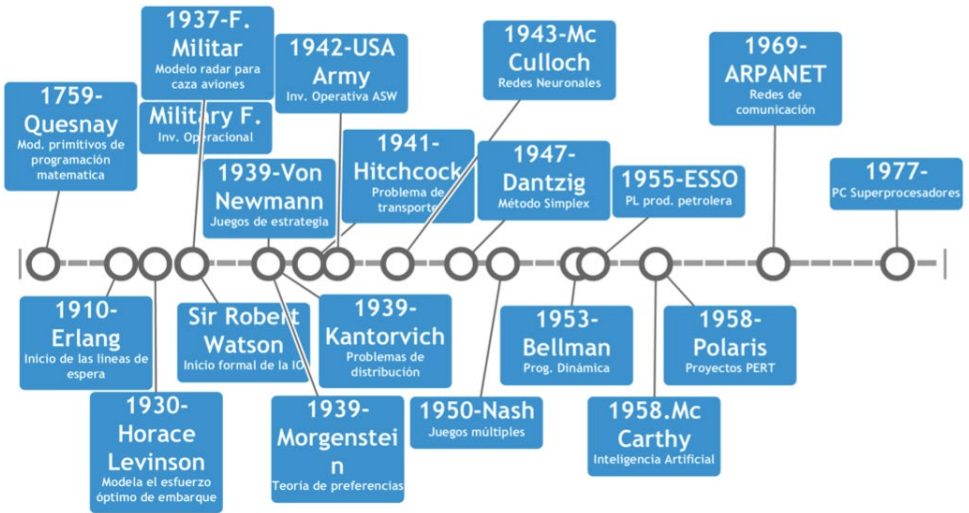 1759-
Quesnay
Mod. primitivos de
programación
matematica
1937-F.
Militar
Modelo radar para
caza aviones
Military F.
Inv. Operacional
1939-Von
Newmann
Juegos de estrategia
1942-USA
Army
Inv. Operativa ASW
1941-
Hitchcock
Problema de
transporte
1943-Mc
Culloch
Redes Neuronales
1947-
Dantzig
Método Simplex
1955-ESSO
PL prod. petrolera
1969-
ARPANET
Redes de
comunicación
1977-
PC Superprocesadores
1910-
Erlang
Inicio de las lineas de
espera
1930-
Horace
Levinson
Modela el esfuerzo
óptimo de embarque
Sir Robert
Watson
Inicio formal de la IO
1939-
Morgenstei
n
Teoria de preferencias
1939-
Kantorvich
Problemas de
distribución
1950-Nash
Juegos múltiples
1953-
Bellman
Prog. Dinámica
1958.Mc
Carthy
Inteligencia Artificial
1958-
Polaris
Proyectos PERT